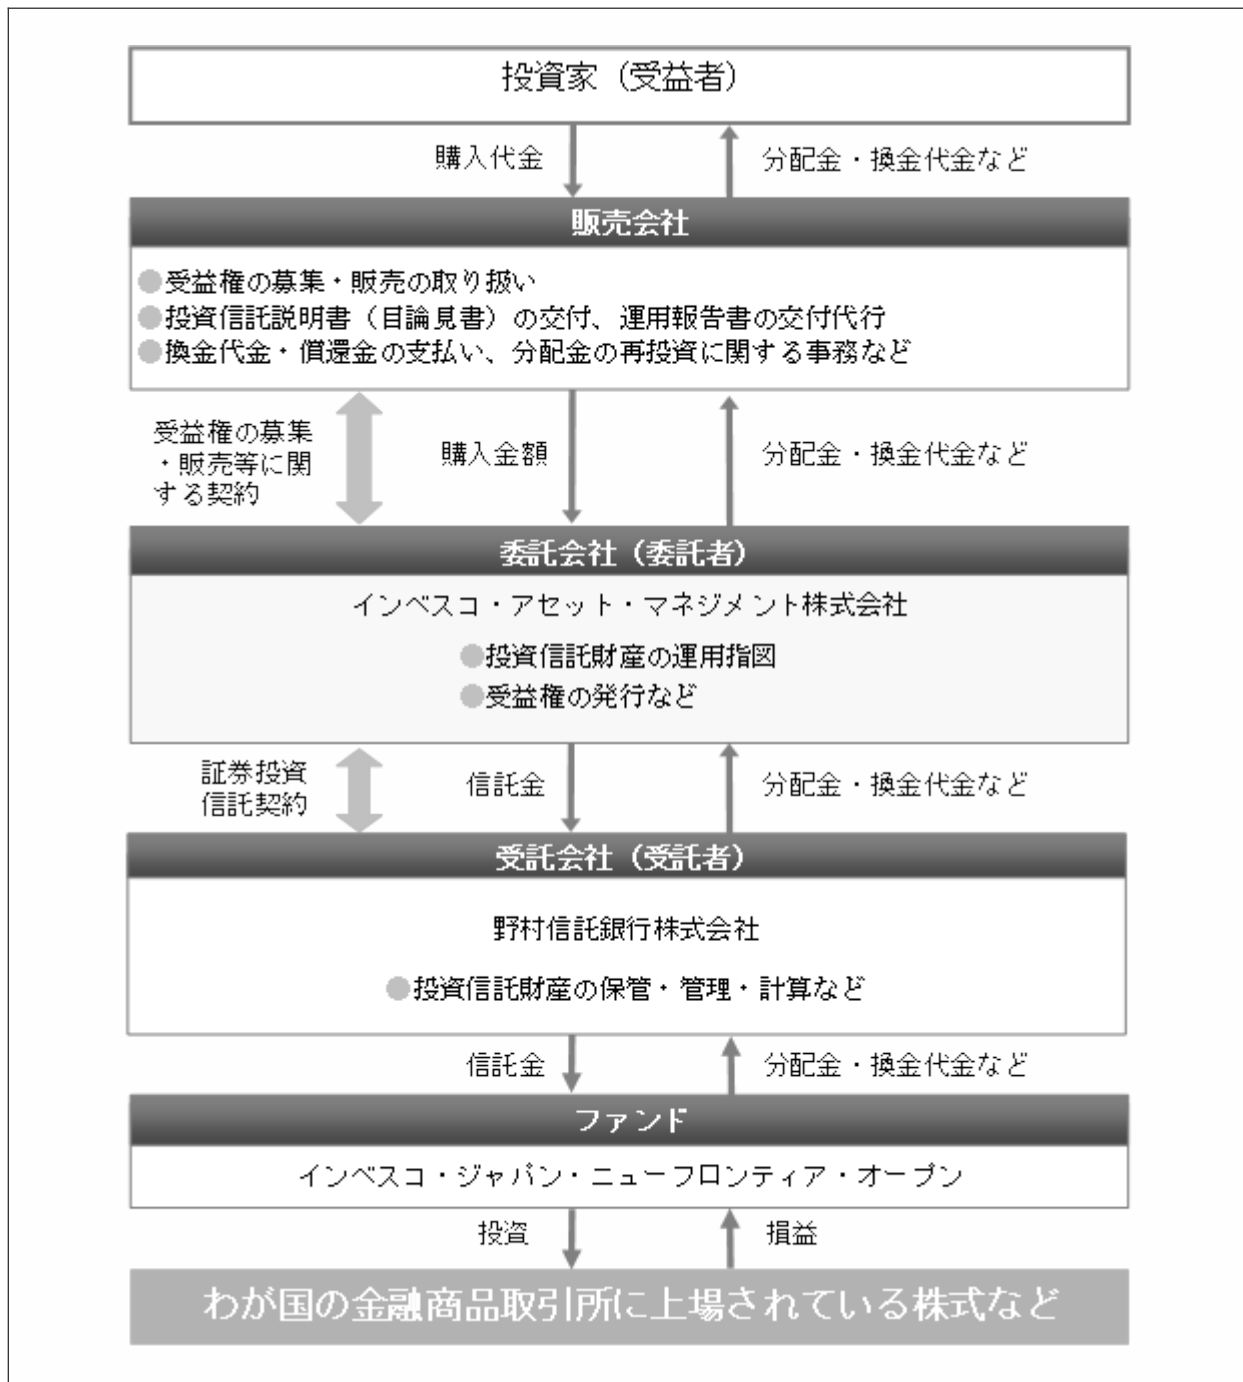 投資家（受益者）
購入代金
分配金・換金代金など
販売会社
●受益権の募集・販売の取り扱い
●投資信託説明書（目論見書）の交付、運用報告書の交付代行
●換金代金・償還金の支払い、分配金の再投資に関する事務など
受益権の募集
・販売等に関
する契約
購入金額
分配金・換金代金など
委託会社（委託者）
インベスコ・アセット・マネジメント株式会社
●投資信託財産の運用指図
●受益権の発行など
証券投資
信託契約
信託金
分配金・換金代金など
受託会社（受託者）
野村信託銀行株式会社
●投資信託財産の保管・管理・計算など
信託金
分配金・換金代金など
ファンド
インベスコ・ジャパン・ニューフロンティア・オープン
投資
損益
わが国の金融商品取引所に上場されている株式など